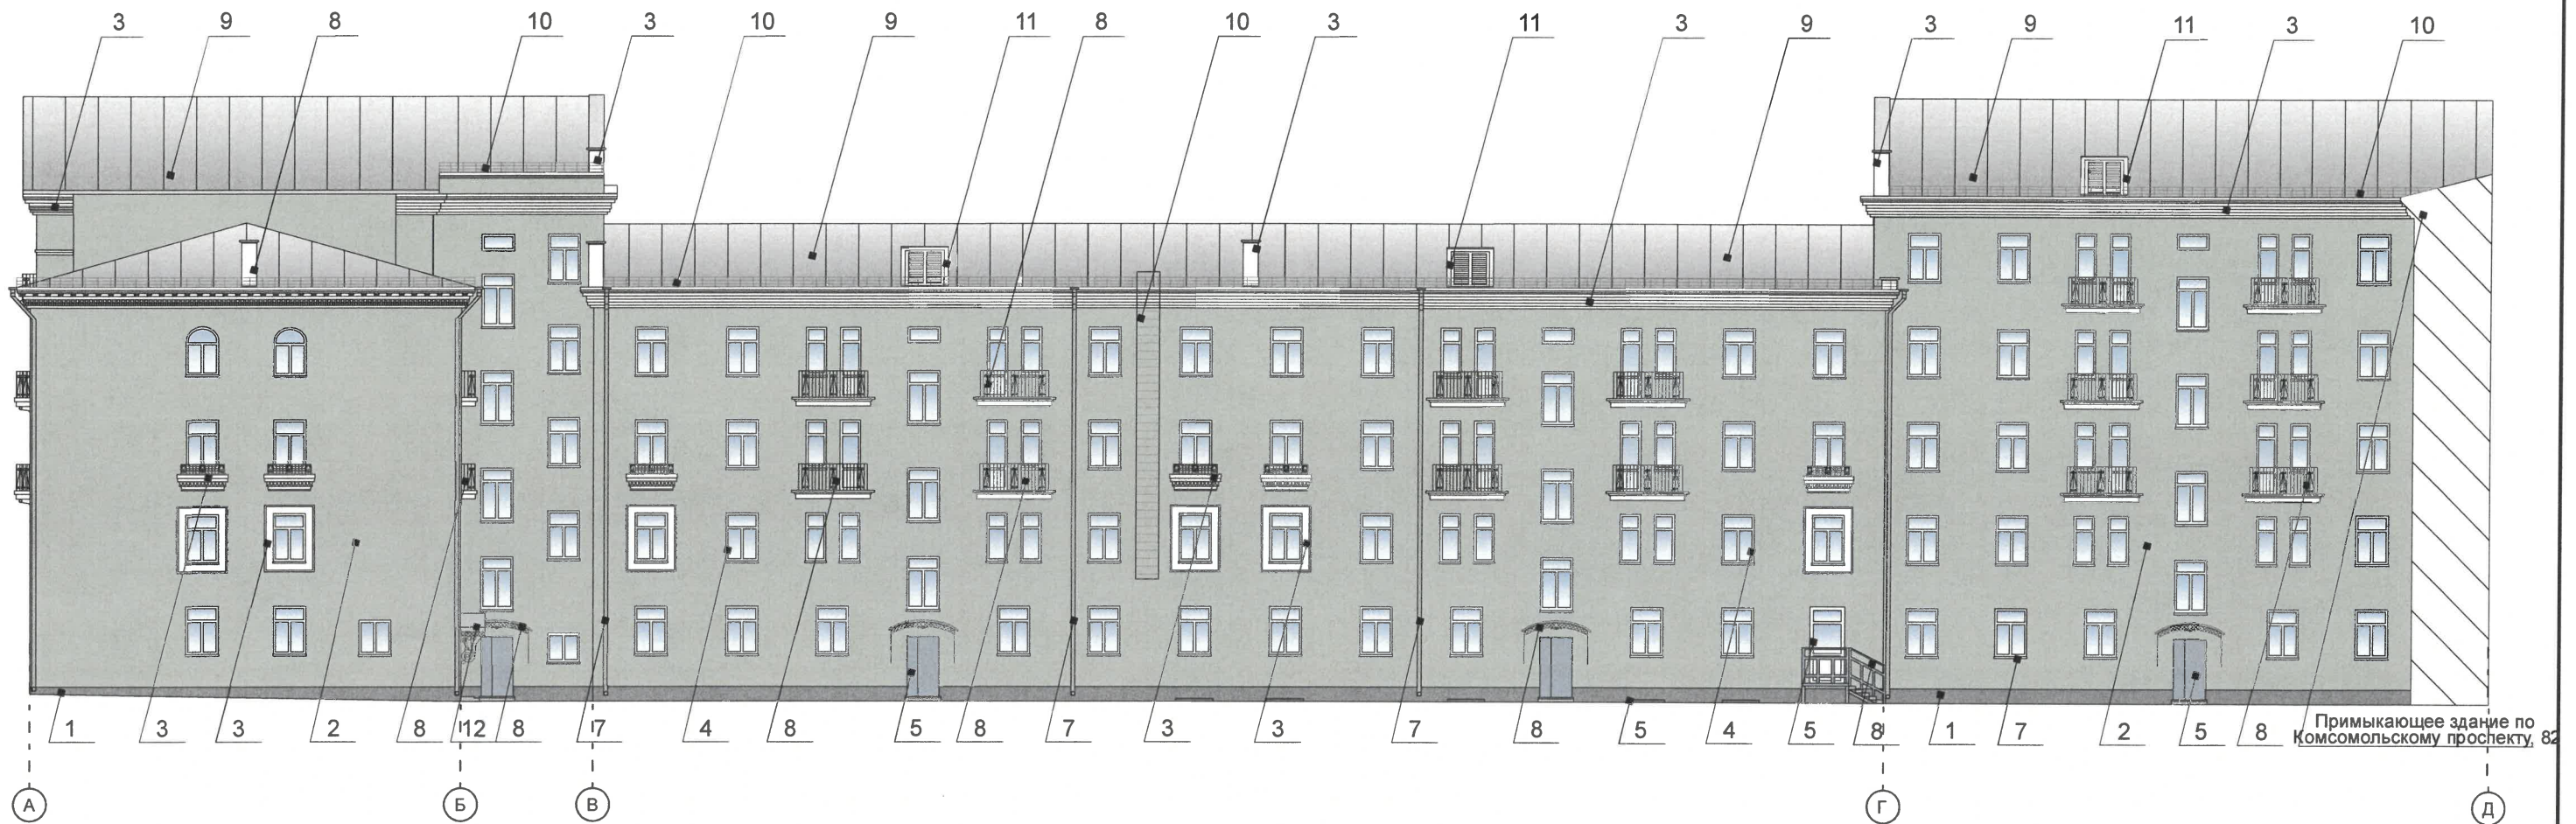 3 9 8 10 3 10 9 11 8 10 3 11 3 9 3 9 11 3 10
1 3 3 2 8 12 8 7 4 8 5 8 7 3 3 7 8 5 4 5 8 1 7 2 5 8
Примыкающее здание по
Комсомольскому проспекту, 82
А Б В Г Д